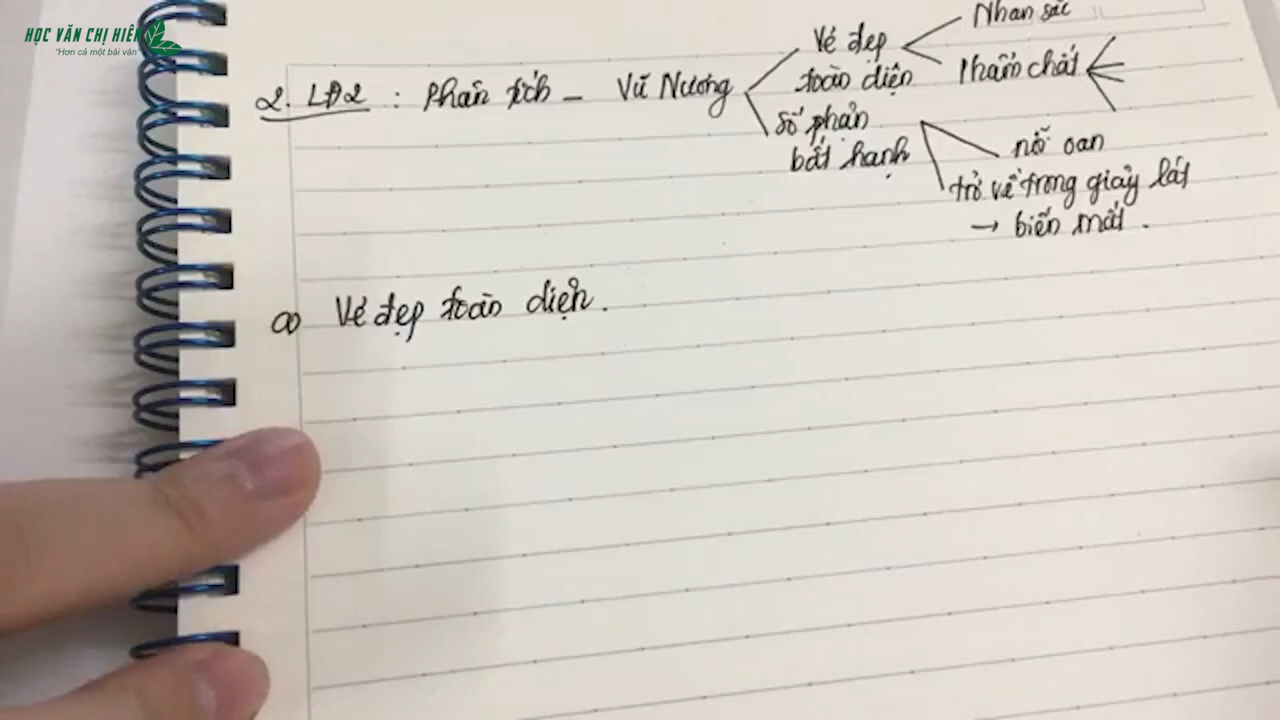 HỌC VĂN CHỊ HIÊN
"Hơn cả một bài văn"
Nhan sắc
2. LĐ2 : Phân tích - Vũ Nương
Vẻ đẹp
toàn diện
Phẩm chất
số phận
bất hạnh
nỗi oan
trở về trong giây lát
→ biến mất.
a) Vẻ đẹp toàn diện.